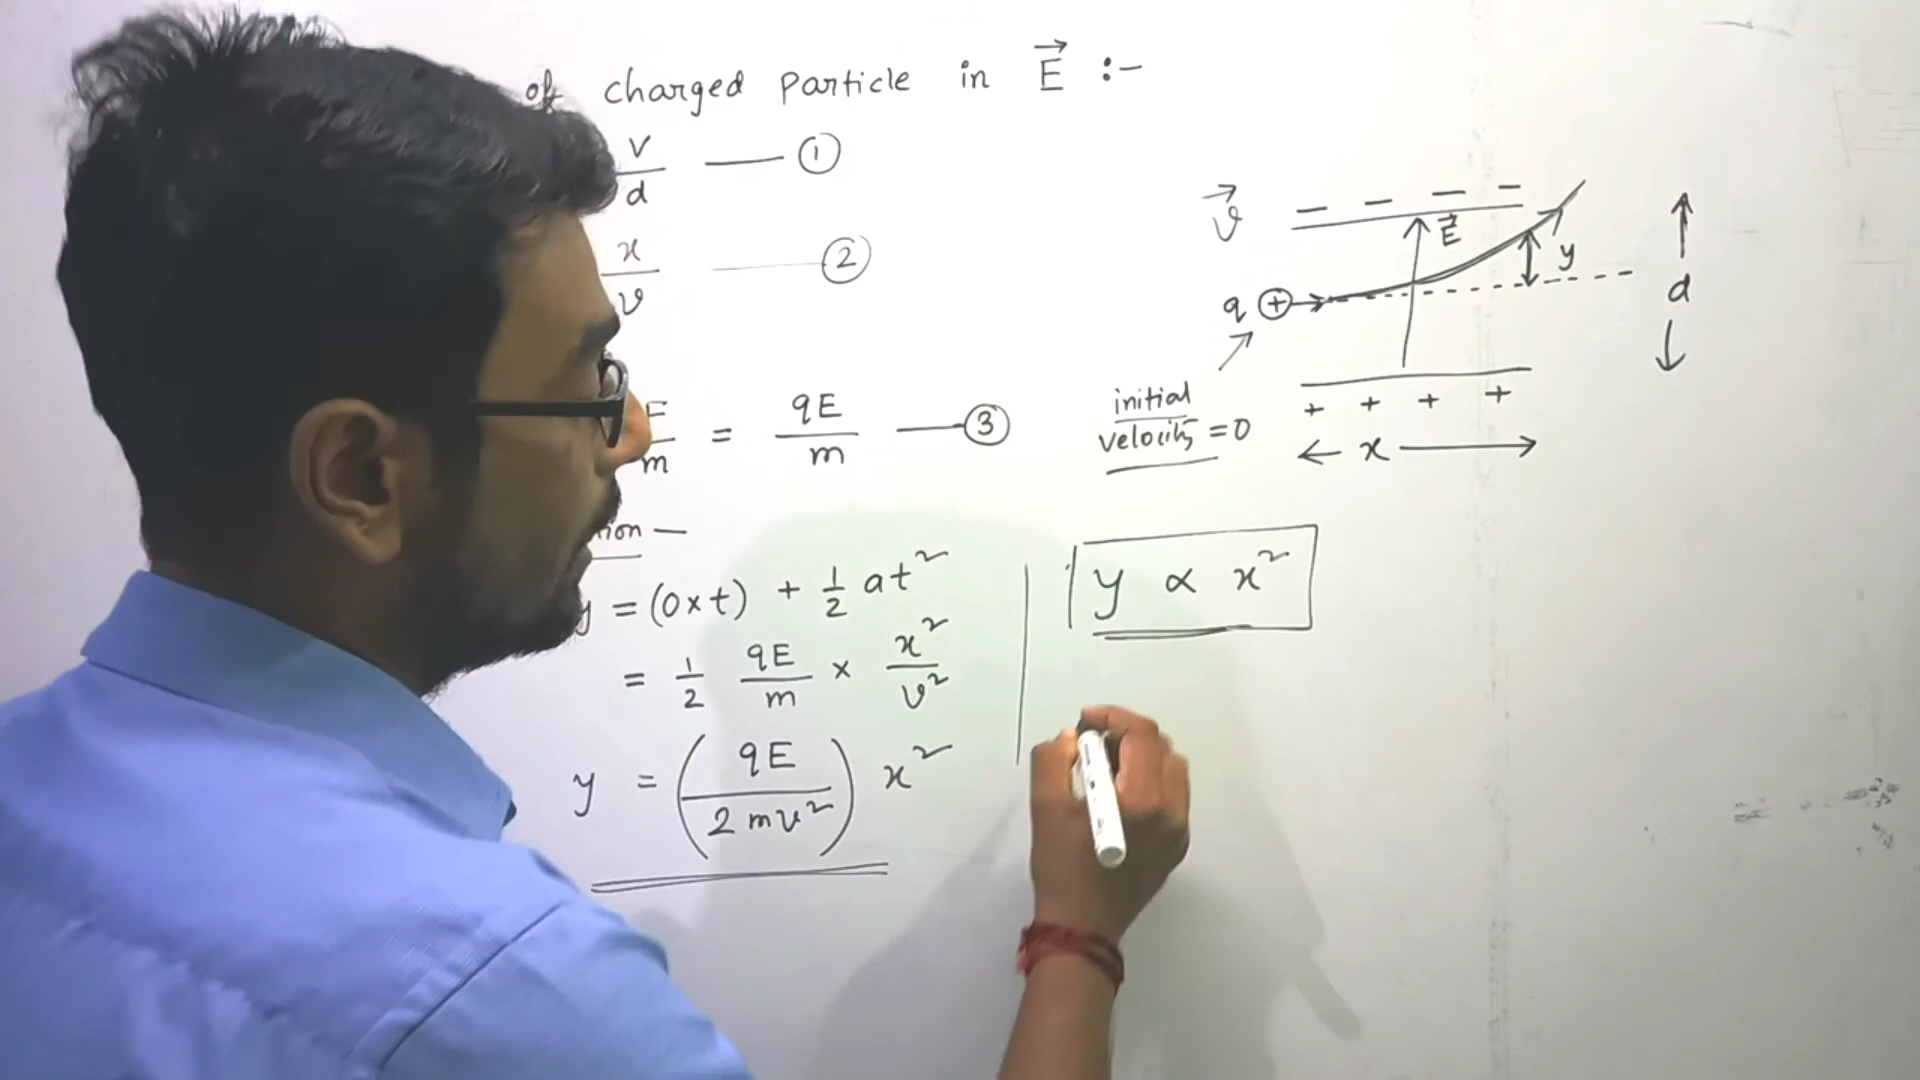 of charged particle in E⃗ :-
V/d —— ①
x/v —— ②
F/m = qE/m —— ③
y = (0×t) + 1/2 at²
= 1/2 qE/m × x²/v²
y = (qE/2mv²) x²
v⃗
− − − −
E⃗
y
q ⊕
d
initial
velocity = 0
+ + + +
← x →
y ∝ x²